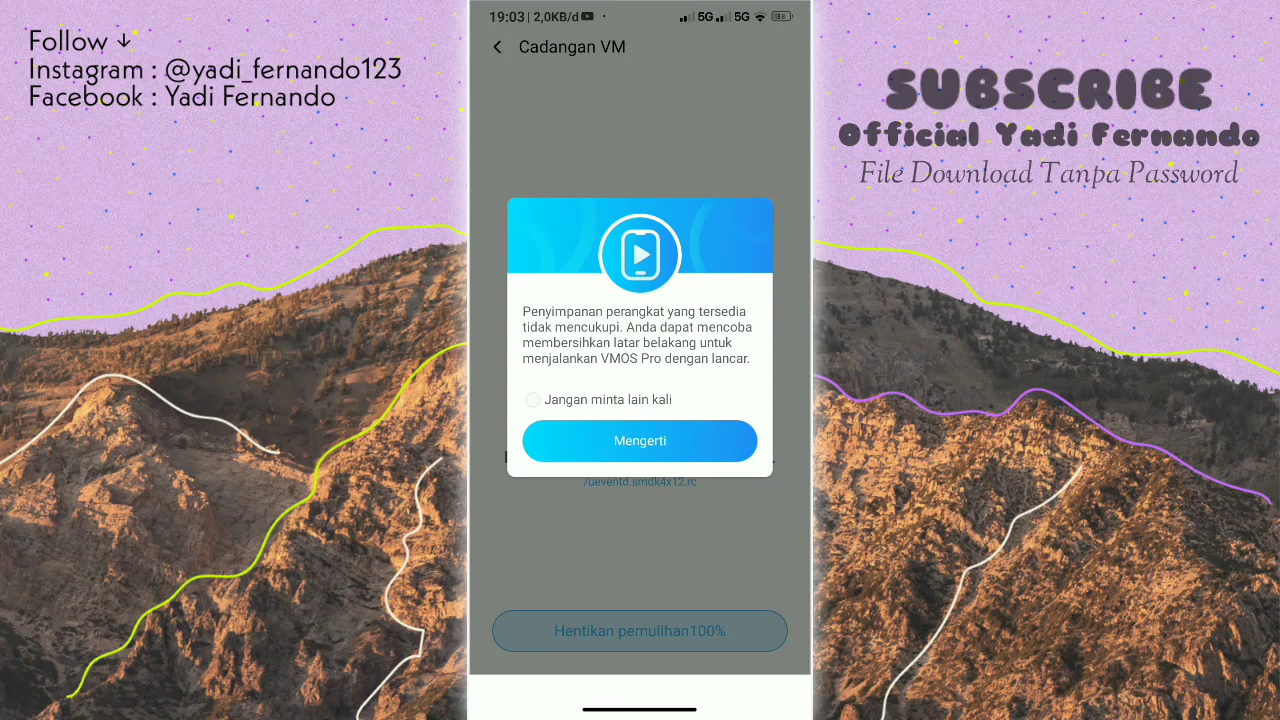 Follow ↓
Instagram : @yadi_fernando123
Facebook : Yadi Fernando
19:03 | 2,0KB/d
5G 5G 88
Cadangan VM
SUBSCRIBE
Official Yadi Fernando
File Download Tanpa Password
Penyimpanan perangkat yang tersedia
tidak mencukupi. Anda dapat mencoba
membersihkan latar belakang untuk
menjalankan VMOS Pro dengan lancar.
Jangan minta lain kali
Mengerti
/ueventd.smdk4x12.rc
Hentikan pemulihan100%